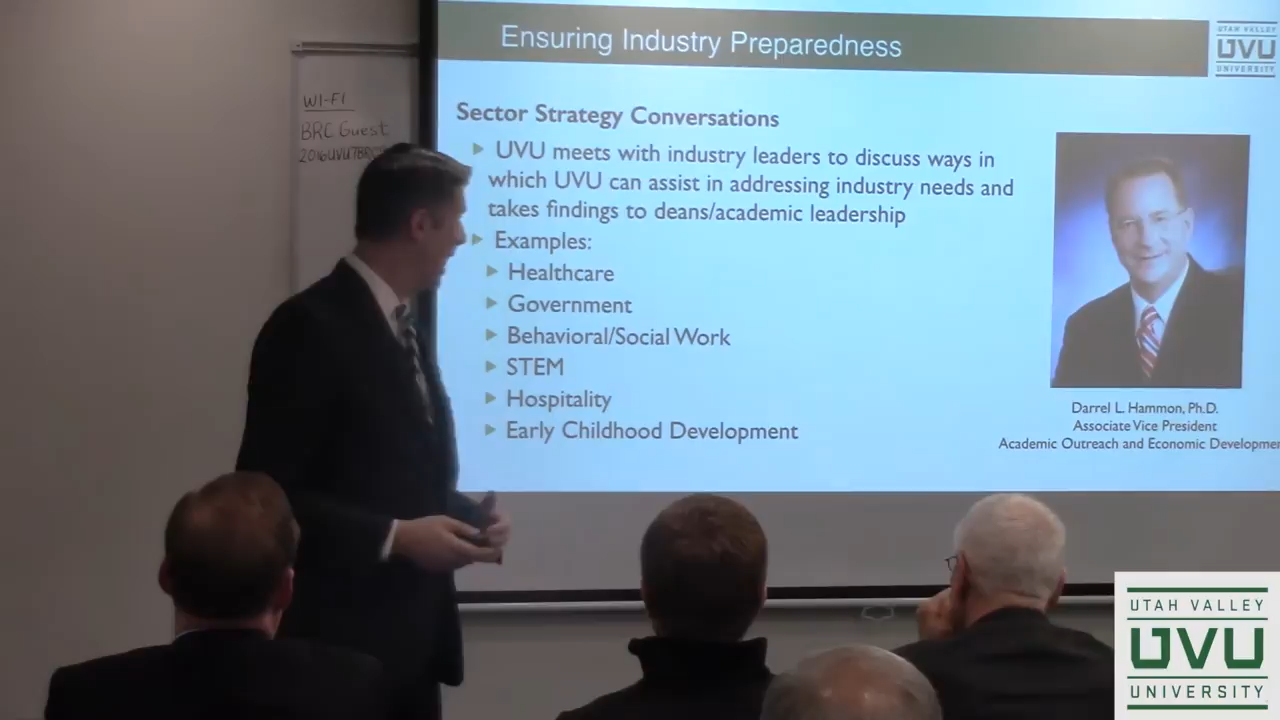 Ensuring Industry Preparedness
UTAH VALLEY
UVU
UNIVERSITY
WI-FI
BRC Guest
Sector Strategy Conversations
UVU meets with industry leaders to discuss ways in
which UVU can assist in addressing industry needs and
takes findings to deans/academic leadership
Examples:
Healthcare
Government
Behavioral/Social Work
STEM
Hospitality
Early Childhood Development
Darrel L. Hammon, Ph.D.
Associate Vice President
Academic Outreach and Economic Developmen
UTAH VALLEY
UVU
UNIVERSITY